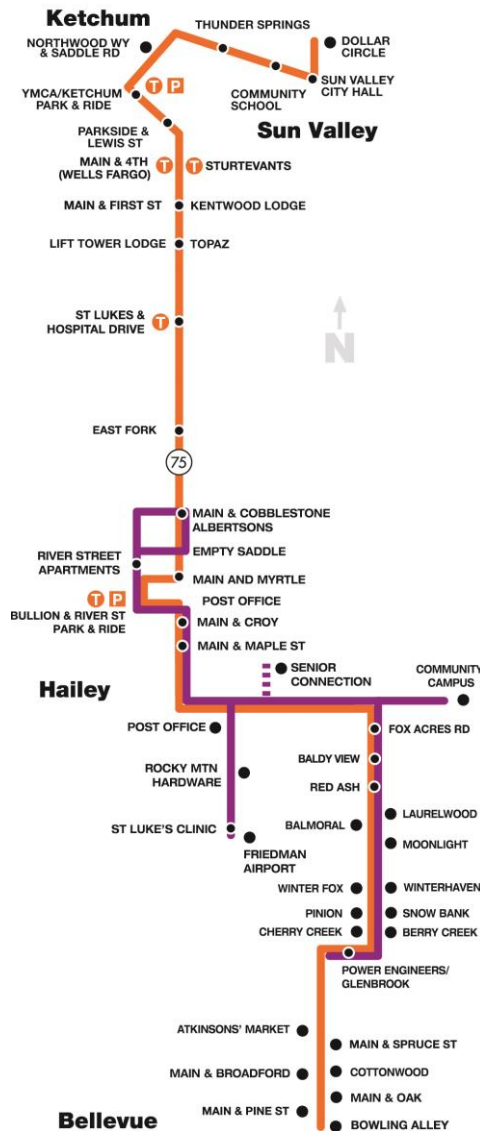 Ketchum
THUNDER SPRINGS
NORTHWOOD WY
& SADDLE RD
DOLLAR
CIRCLE
YMCA/KETCHUM
PARK & RIDE
T P
COMMUNITY
SCHOOL
SUN VALLEY
CITY HALL
Sun Valley
PARKSIDE &
LEWIS ST
MAIN & 4TH
(WELLS FARGO)
T T
STURTEVANTS
MAIN & FIRST ST
KENTWOOD LODGE
LIFT TOWER LODGE
TOPAZ
ST LUKES &
HOSPITAL DRIVE
T
N
EAST FORK
75
MAIN & COBBLESTONE
ALBERTSONS
EMPTY SADDLE
RIVER STREET
APARTMENTS
MAIN AND MYRTLE
T P
POST OFFICE
BULLION & RIVER ST
PARK & RIDE
MAIN & CROY
MAIN & MAPLE ST
SENIOR
CONNECTION
COMMUNITY
CAMPUS
Hailey
POST OFFICE
FOX ACRES RD
ROCKY MTN
HARDWARE
BALDY VIEW
RED ASH
ST LUKE'S CLINIC
FRIEDMAN
AIRPORT
BALMORAL
LAURELWOOD
MOONLIGHT
WINTER FOX
WINTERHAVEN
PINION
SNOW BANK
CHERRY CREEK
BERRY CREEK
POWER ENGINEERS/
GLENBROOK
ATKINSONS' MARKET
MAIN & SPRUCE ST
MAIN & BROADFORD
COTTONWOOD
MAIN & OAK
MAIN & PINE ST
Bellevue
BOWLING ALLEY